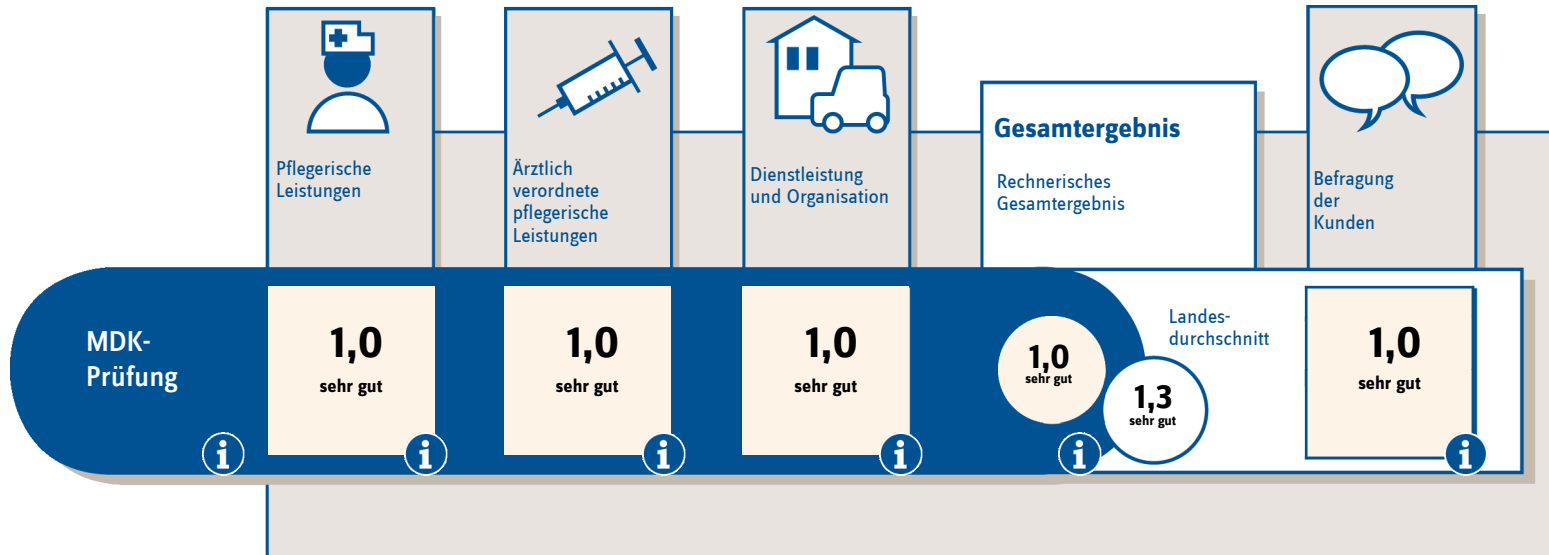 Pflegerische
Leistungen
Ärztlich
verordnete
pflegerische
Leistungen
Dienstleistung
und Organisation
Gesamtergebnis
Rechnerisches
Gesamtergebnis
Befragung
der
Kunden
MDK-
Prüfung
1,0
sehr gut
1,0
sehr gut
1,0
sehr gut
1,0
sehr gut
Landes-
durchschnitt
1,3
sehr gut
1,0
sehr gut
i
i
i
i
i
i